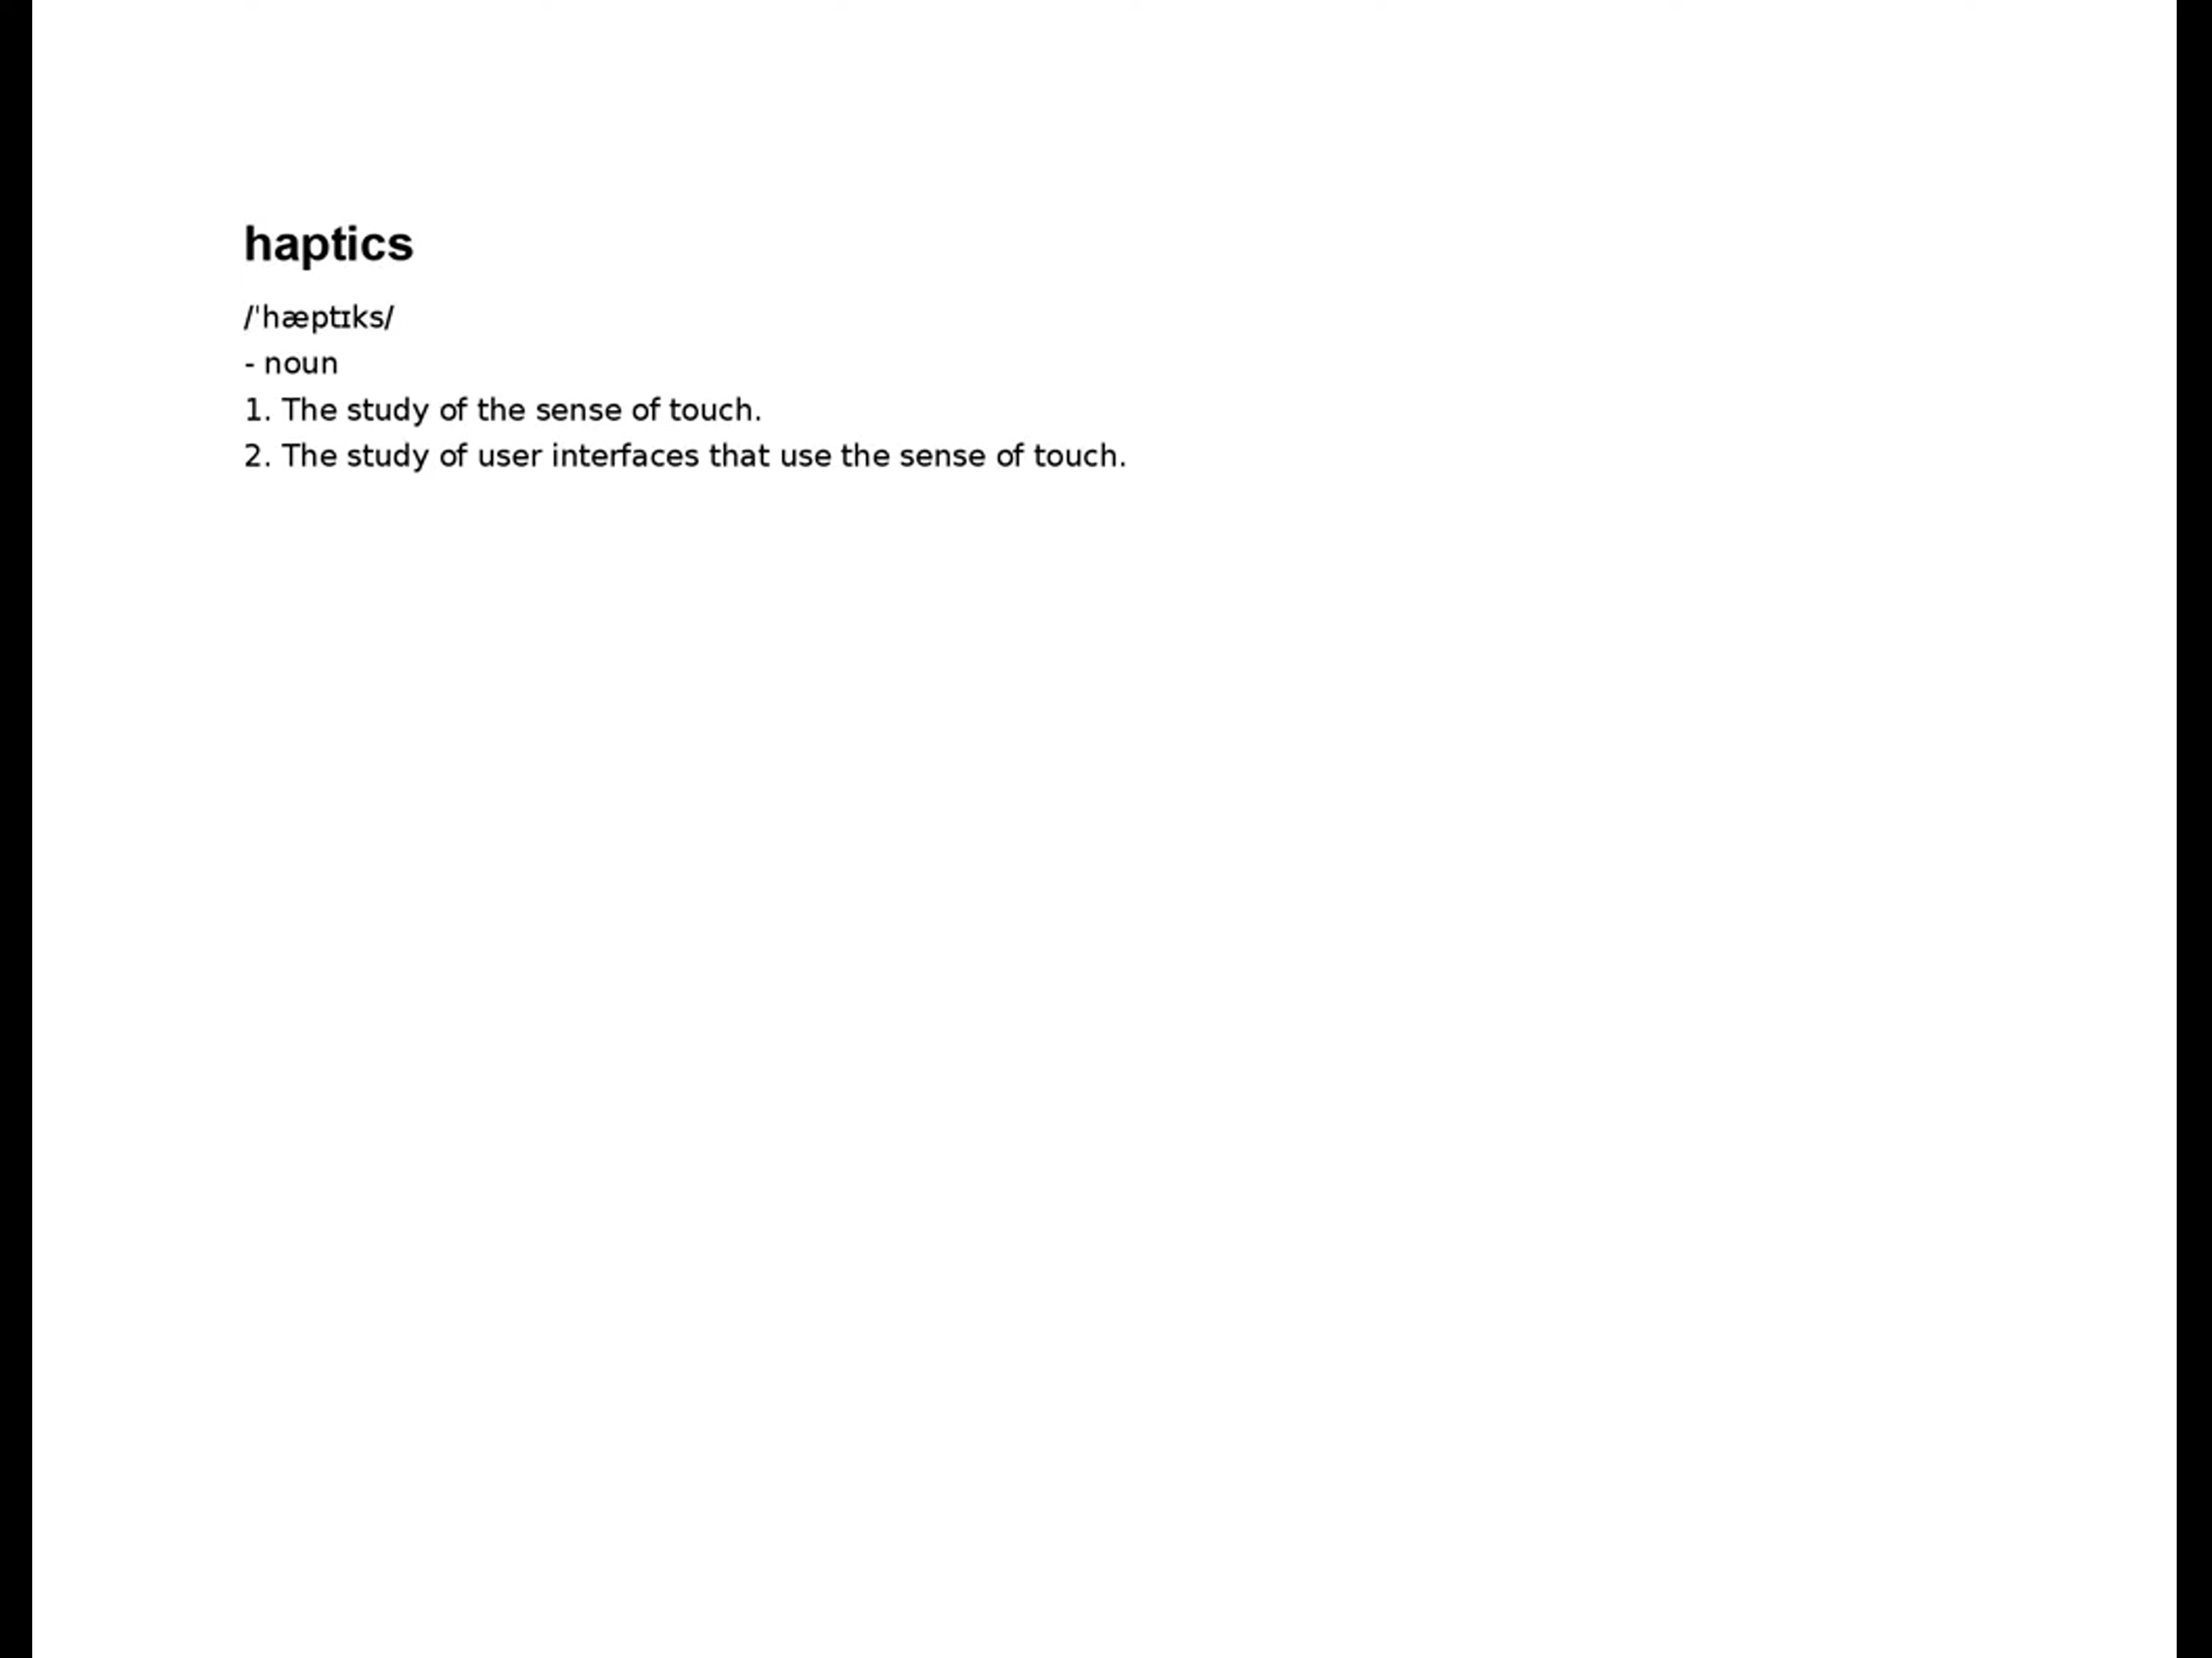 haptics
/ˈhæptɪks/
- noun
1. The study of the sense of touch.
2. The study of user interfaces that use the sense of touch.